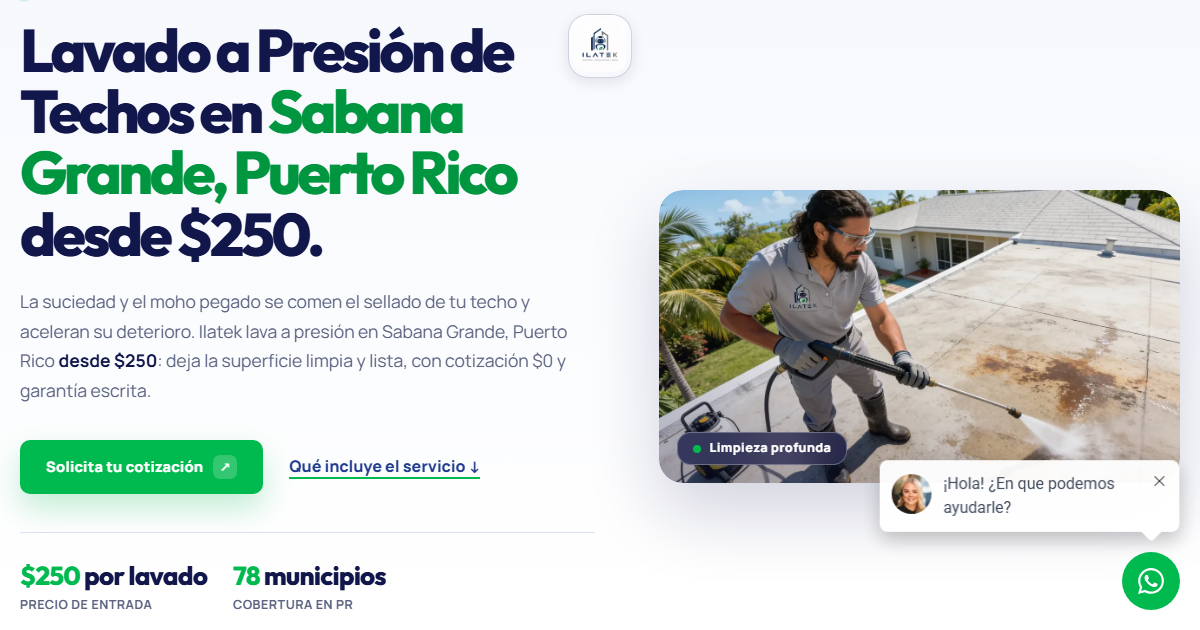 Lavado a Presión de
Techos en Sabana
Grande, Puerto Rico
desde $250.
ILATEK
La suciedad y el moho pegado se comen el sellado de tu techo y
aceleran su deterioro. Ilatek lava a presión en Sabana Grande, Puerto
Rico desde $250: deja la superficie limpia y lista, con cotización $0 y
garantía escrita.
Solicita tu cotización ↗
Qué incluye el servicio ↓
$250 por lavado
PRECIO DE ENTRADA
78 municipios
COBERTURA EN PR
ILATEK
Limpieza profunda
¡Hola! ¿En que podemos
ayudarle?